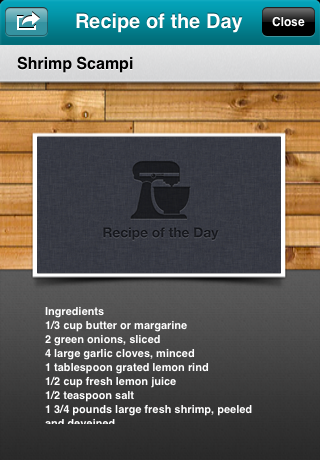 Recipe of the Day
Close
Shrimp Scampi
Recipe of the Day
Ingredients
1/3 cup butter or margarine
2 green onions, sliced
4 large garlic cloves, minced
1 tablespoon grated lemon rind
1/2 cup fresh lemon juice
1/2 teaspoon salt
1 3/4 pounds large fresh shrimp, peeled
and deveined